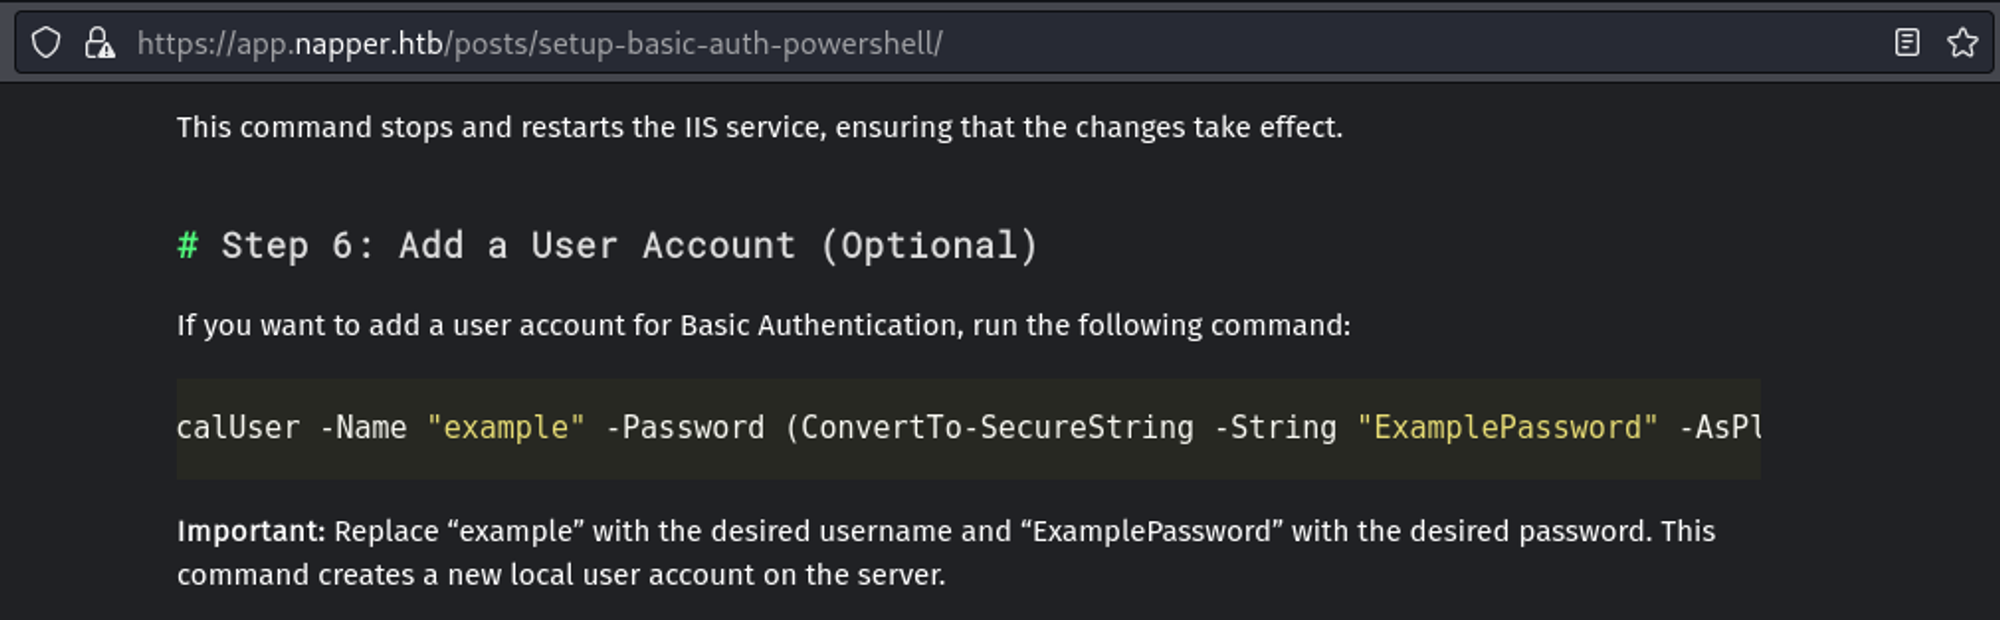 https://app.napper.htb/posts/setup-basic-auth-powershell/
This command stops and restarts the IIS service, ensuring that the changes take effect.
# Step 6: Add a User Account (Optional)
If you want to add a user account for Basic Authentication, run the following command:
calUser -Name "example" -Password (ConvertTo-SecureString -String "ExamplePassword" -AsPl
Important: Replace “example” with the desired username and “ExamplePassword” with the desired password. This
command creates a new local user account on the server.